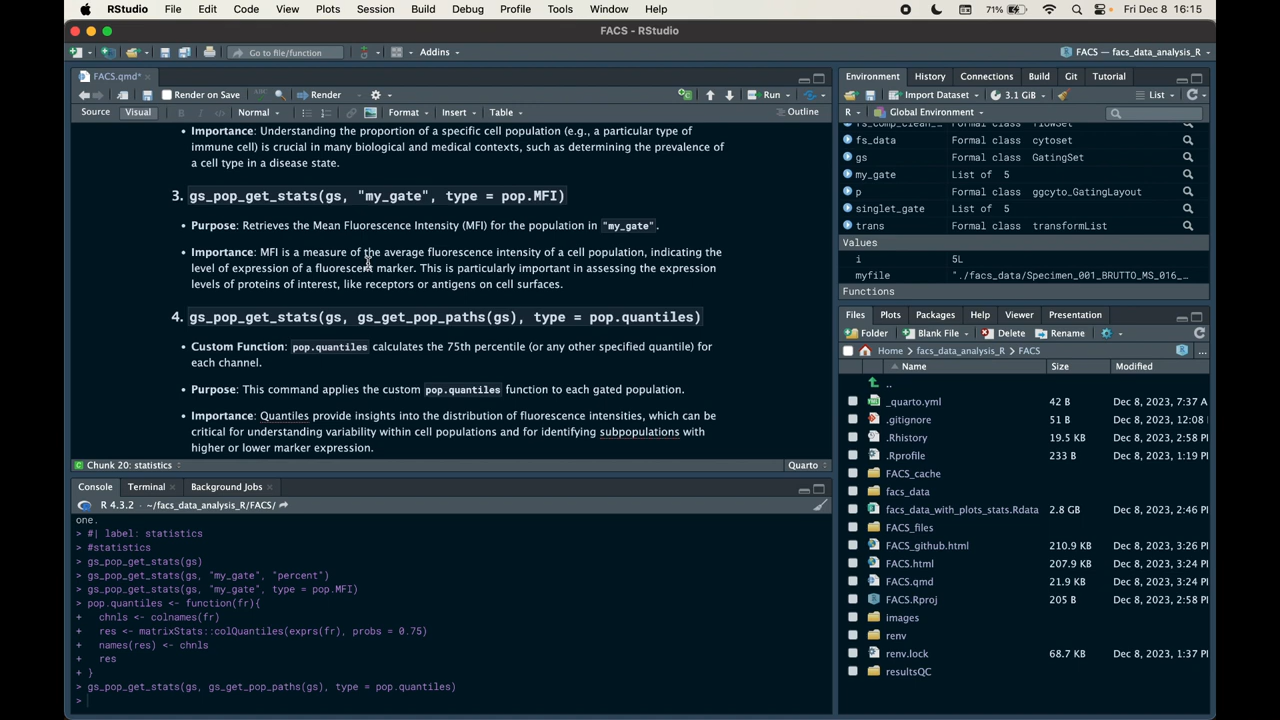 RStudio File Edit Code View Plots Session Build Debug Profile Tools Window Help 71% Fri Dec 8 16:15
FACS - RStudio
Go to file/function Addins FACS — facs_data_analysis_R
FACS.qmd*
Render on Save Render Run
Source Visual B I Normal Format Insert Table Outline
• Importance: Understanding the proportion of a specific cell population (e.g., a particular type of
immune cell) is crucial in many biological and medical contexts, such as determining the prevalence of
a cell type in a disease state.
3. gs_pop_get_stats(gs, "my_gate", type = pop.MFI)
• Purpose: Retrieves the Mean Fluorescence Intensity (MFI) for the population in "my_gate".
• Importance: MFI is a measure of the average fluorescence intensity of a cell population, indicating the
level of expression of a fluorescent marker. This is particularly important in assessing the expression
levels of proteins of interest, like receptors or antigens on cell surfaces.
4. gs_pop_get_stats(gs, gs_get_pop_paths(gs), type = pop.quantiles)
• Custom Function: pop.quantiles calculates the 75th percentile (or any other specified quantile) for
each channel.
• Purpose: This command applies the custom pop.quantiles function to each gated population.
• Importance: Quantiles provide insights into the distribution of fluorescence intensities, which can be
critical for understanding variability within cell populations and for identifying subpopulations with
higher or lower marker expression.
Chunk 20: statistics Quarto
Console Terminal Background Jobs
R 4.3.2 · ~/facs_data_analysis_R/FACS/
one.
> #| label: statistics
> #statistics
> gs_pop_get_stats(gs)
> gs_pop_get_stats(gs, "my_gate", "percent")
> gs_pop_get_stats(gs, "my_gate", type = pop.MFI)
> pop.quantiles <- function(fr){
+ chnls <- colnames(fr)
+ res <- matrixStats::colQuantiles(exprs(fr), probs = 0.75)
+ names(res) <- chnls
+ res
+ }
> gs_pop_get_stats(gs, gs_get_pop_paths(gs), type = pop.quantiles)
>
Environment History Connections Build Git Tutorial
Import Dataset 3.1 GiB List
R Global Environment
fs_comp_clean_… Formal class flowSet
fs_data Formal class cytoset
gs Formal class GatingSet
my_gate List of 5
p Formal class ggcyto_GatingLayout
singlet_gate List of 5
trans Formal class transformList
Values
i 5L
myfile "./facs_data/Specimen_001_BRUTTO_MS_016_…
Functions
Files Plots Packages Help Viewer Presentation
Folder Blank File Delete Rename
Home facs_data_analysis_R FACS ...
Name Size Modified
..
_quarto.yml 42 B Dec 8, 2023, 7:37 A
.gitignore 51 B Dec 8, 2023, 12:08
.Rhistory 19.5 KB Dec 8, 2023, 2:58 P
.Rprofile 233 B Dec 8, 2023, 1:19 P
FACS_cache
facs_data
facs_data_with_plots_stats.Rdata 2.8 GB Dec 8, 2023, 2:46 P
FACS_files
FACS_github.html 210.9 KB Dec 8, 2023, 3:26 P
FACS.html 207.9 KB Dec 8, 2023, 3:24 P
FACS.qmd 21.9 KB Dec 8, 2023, 3:24 P
FACS.Rproj 205 B Dec 8, 2023, 2:58 P
images
renv
renv.lock 68.7 KB Dec 8, 2023, 1:37 P
resultsQC